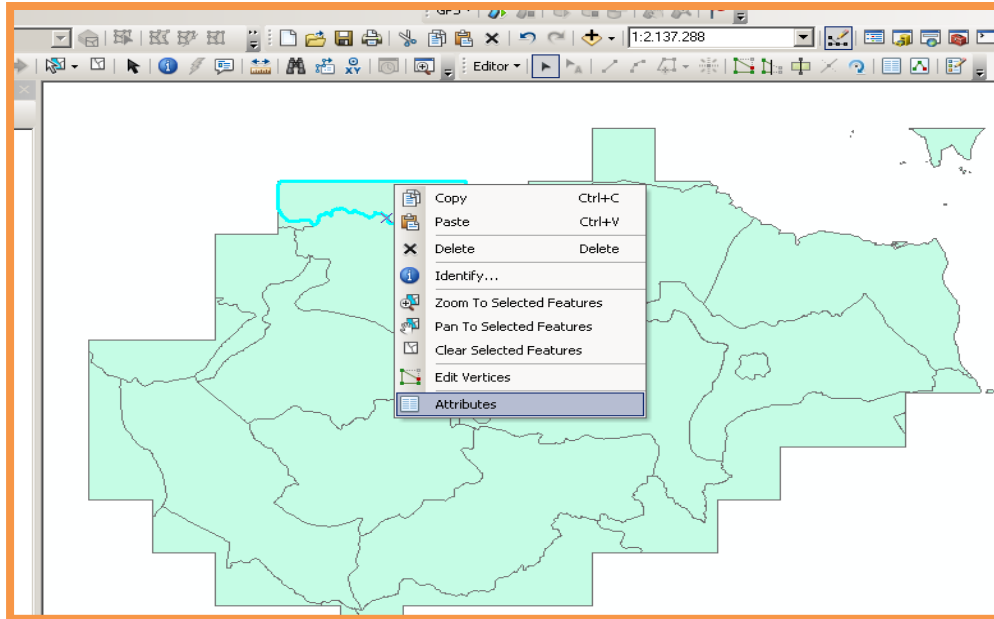 GPS
1:2.137.288
Editor
Copy Ctrl+C
Paste Ctrl+V
Delete Delete
Identify...
Zoom To Selected Features
Pan To Selected Features
Clear Selected Features
Edit Vertices
Attributes